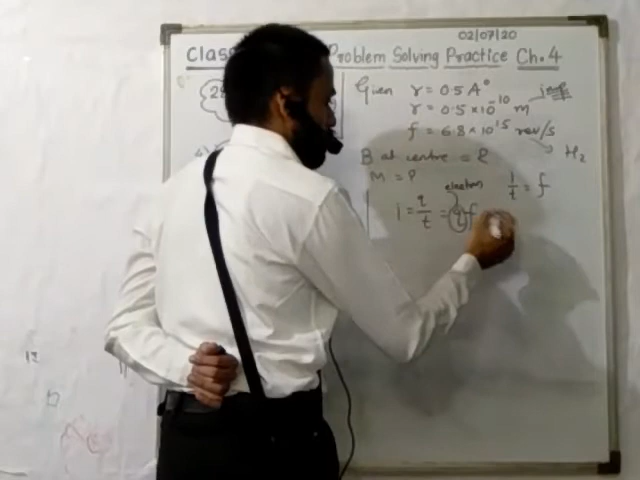 02/07/20
Class Problem Solving Practice Ch.4
Given r = 0.5 A°
r = 0.5 × 10⁻¹⁰ m
f = 6.8 × 10¹⁵ rev/s
Hz
B at centre = ?
M = ?
electron
1/t = f
i = q/t = qf